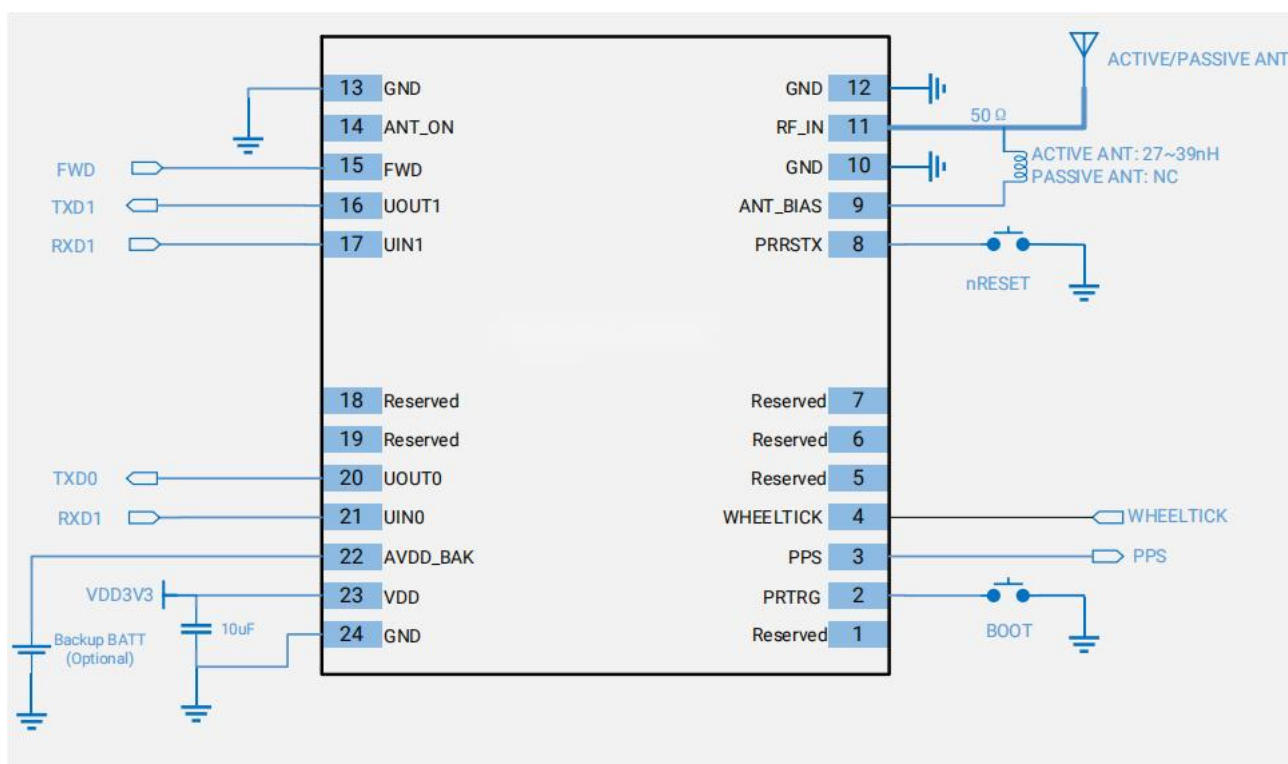 ACTIVE/PASSIVE ANT
13 GND
GND 12
14 ANT_ON
50 Ω
RF_IN 11
ACTIVE ANT: 27~39nH
PASSIVE ANT: NC
FWD
15 FWD
GND 10
TXD1
16 UOUT1
ANT_BIAS 9
RXD1
17 UIN1
PRRSTX 8
nRESET
18 Reserved
Reserved 7
19 Reserved
Reserved 6
TXD0
20 UOUT0
Reserved 5
RXD1
21 UIN0
WHEELTICK 4
WHEELTICK
22 AVDD_BAK
PPS 3
PPS
VDD3V3
23 VDD
PRTRG 2
BOOT
10uF
24 GND
Reserved 1
Backup BATT
(Optional)